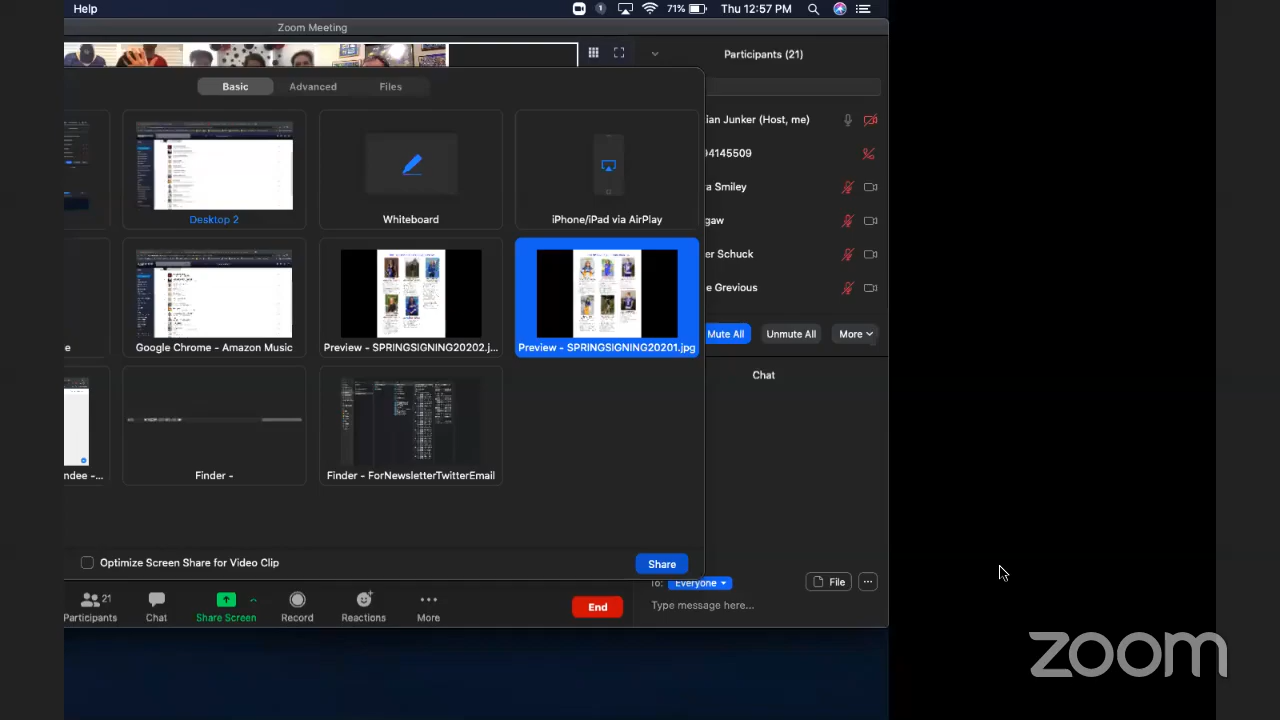 Help
1
71%
Thu 12:57 PM
Zoom Meeting
Participants (21)
Basic
Advanced
Files
ian Junker (Host, me)
Smiley
gaw
e Grevious
Desktop 2
Whiteboard
iPhone/iPad via AirPlay
Google Chrome - Amazon Music
Preview - SPRINGSIGNING20202.j...
Preview - SPRINGSIGNING20201.jpg
Mute All
Unmute All
More
Chat
ndee -...
Finder -
Finder - ForNewsletterTwitterEmail
Optimize Screen Share for Video Clip
Share
To:
Everyone
File
Type message here...
21
Participants
Chat
Share Screen
Record
Reactions
More
End
zoom